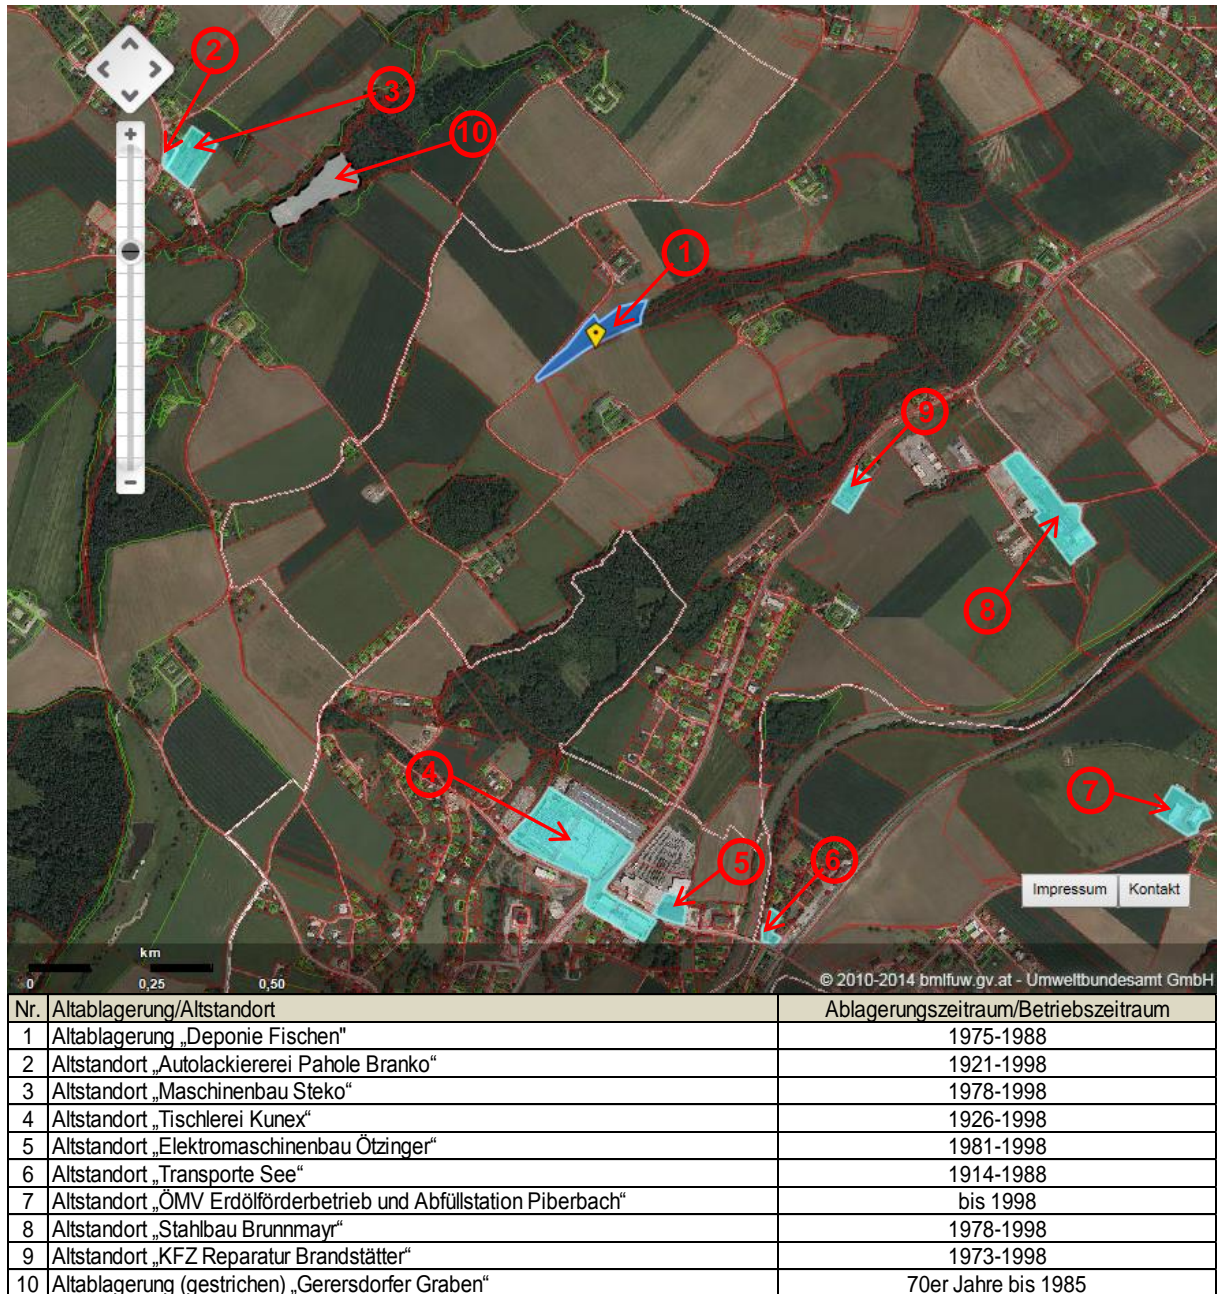 2
3
10
1
9
8
4
7
5
6
+
-
Impressum Kontakt
km
0 0,25 0,50
© 2010-2014 bmlfuw.gv.at - Umweltbundesamt GmbH
Nr. Altablagerung/Altstandort Ablagerungszeitraum/Betriebszeitraum
1 Altablagerung „Deponie Fischen" 1975-1988
2 Altstandort „Autolackiererei Pahole Branko“ 1921-1998
3 Altstandort „Maschinenbau Steko“ 1978-1998
4 Altstandort „Tischlerei Kunex“ 1926-1998
5 Altstandort „Elektromaschinenbau Ötzinger“ 1981-1998
6 Altstandort „Transporte See“ 1914-1988
7 Altstandort „ÖMV Erdölförderbetrieb und Abfüllstation Piberbach“ bis 1998
8 Altstandort „Stahlbau Brunnmayr“ 1978-1998
9 Altstandort „KFZ Reparatur Brandstätter“ 1973-1998
10 Altablagerung (gestrichen) „Gerersdorfer Graben“ 70er Jahre bis 1985